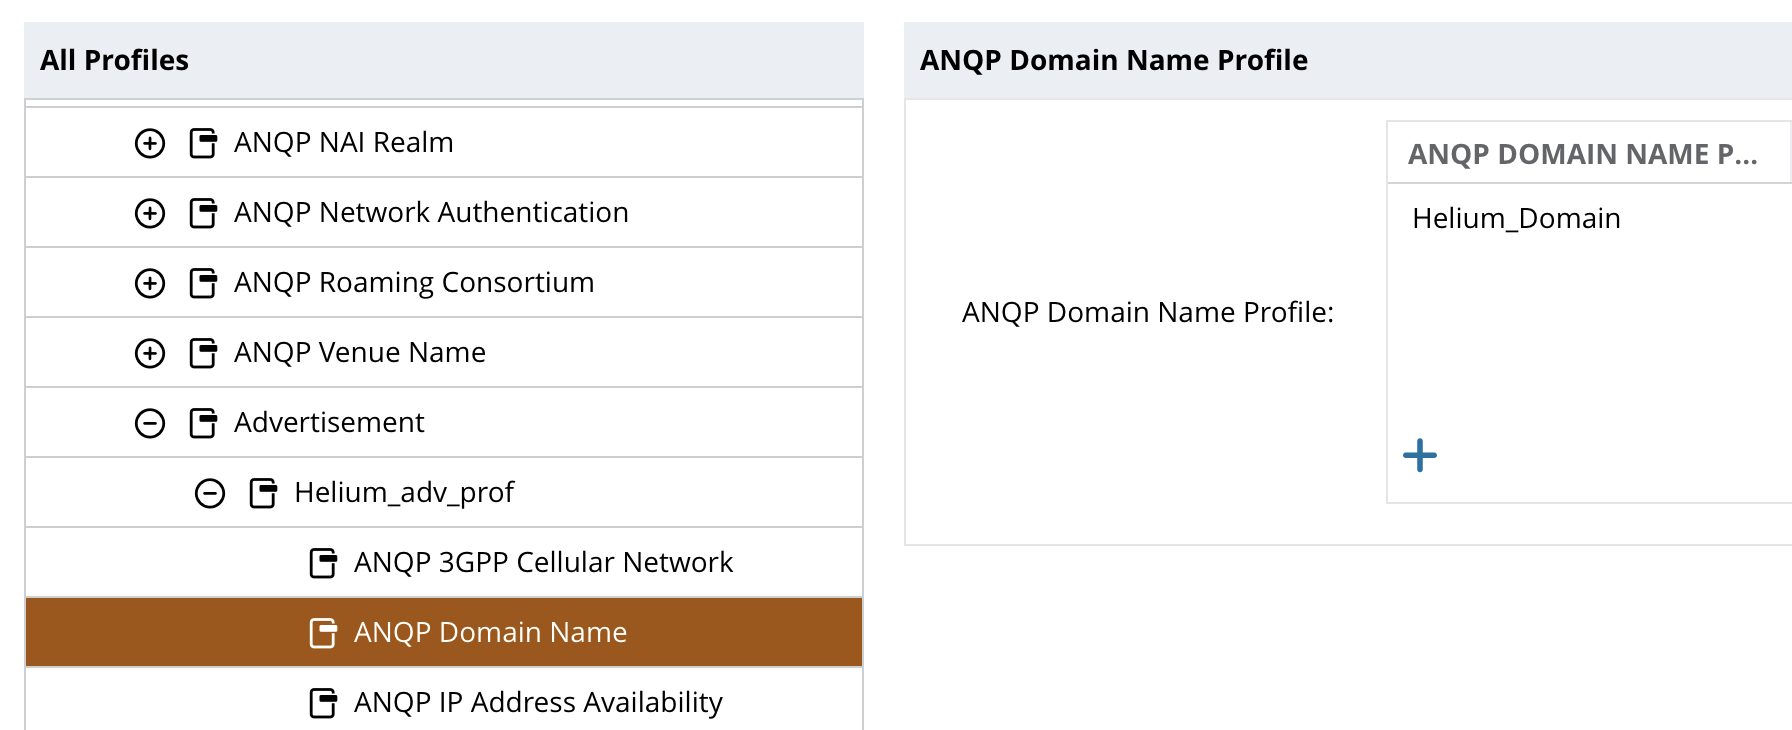 All Profiles
ANQP NAI Realm
ANQP Network Authentication
ANQP Roaming Consortium
ANQP Venue Name
Advertisement
Helium_adv_prof
ANQP 3GPP Cellular Network
ANQP Domain Name
ANQP IP Address Availability
ANQP Domain Name Profile
ANQP Domain Name Profile:
ANQP DOMAIN NAME P...
Helium_Domain